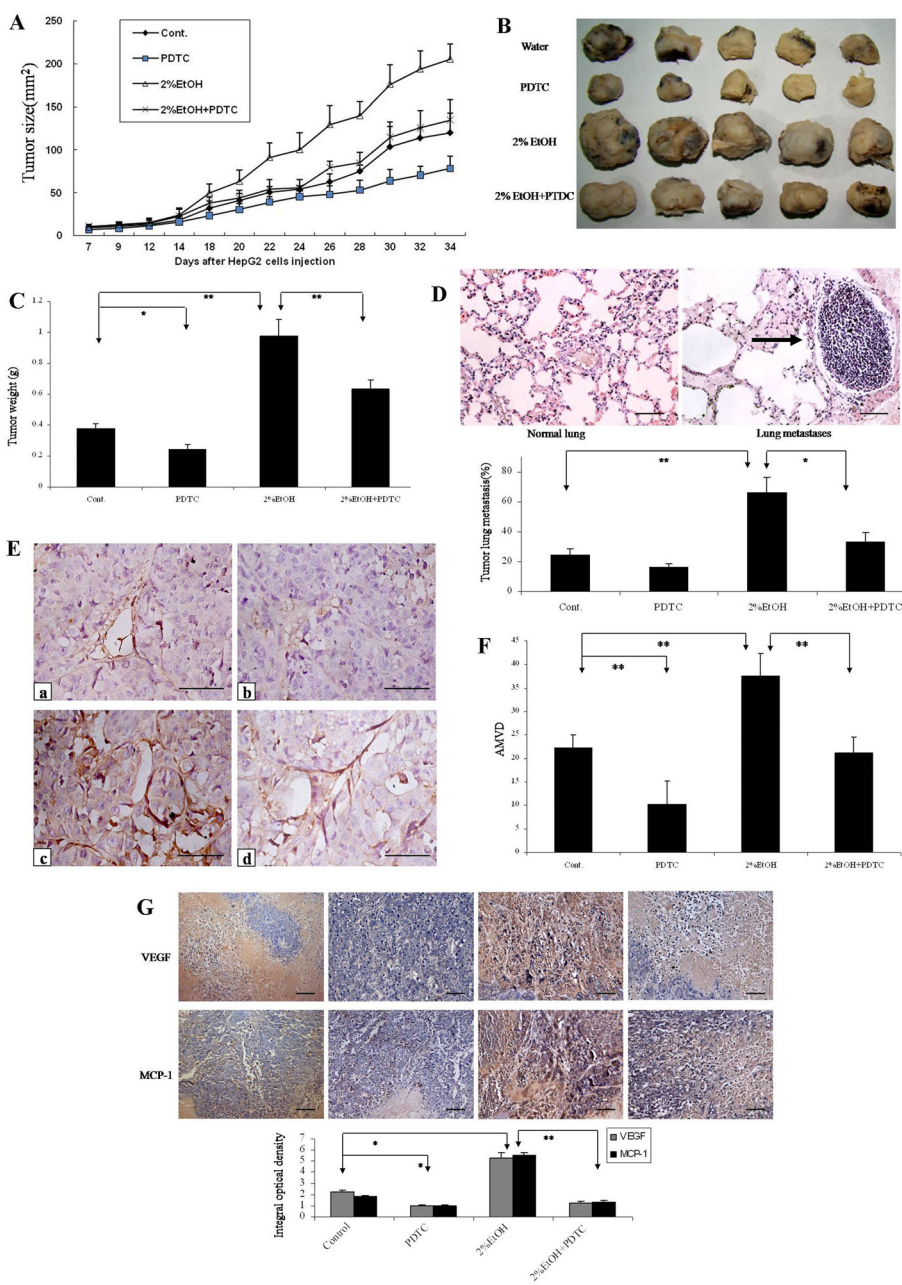 A
Tumor size(mm2)
250
200
150
100
50
0
Cont.
PDTC
2%EtOH
2%EtOH+PDTC
7 9 12 14 18 20 22 24 26 28 30 32 34
Days after HepG2 cells injection
B
Water
PDTC
2% EtOH
2% EtOH+PTDC
C
Tumor weight (g)
1.2
1
0.8
0.6
0.4
0.2
0
* ** **
Cont. PDTC 2%EtOH 2%EtOH+PDTC
D
Normal lung Lung metastases
Tumor lung metastasis(%)
80
60
40
20
0
** *
Cont. PDTC 2%EtOH 2%EtOH+PDTC
E
a b
c d
F
AMVD
45
40
35
30
25
20
15
10
5
0
** ** **
Cont. PDTC 2%EtOH 2%EtOH+PDTC
G
VEGF
MCP-1
Integral optical density
7
6
5
4
3
2
1
0
* * **
VEGF
MCP-1
Control PDTC 2%EtOH 2%EtOH+PDTC